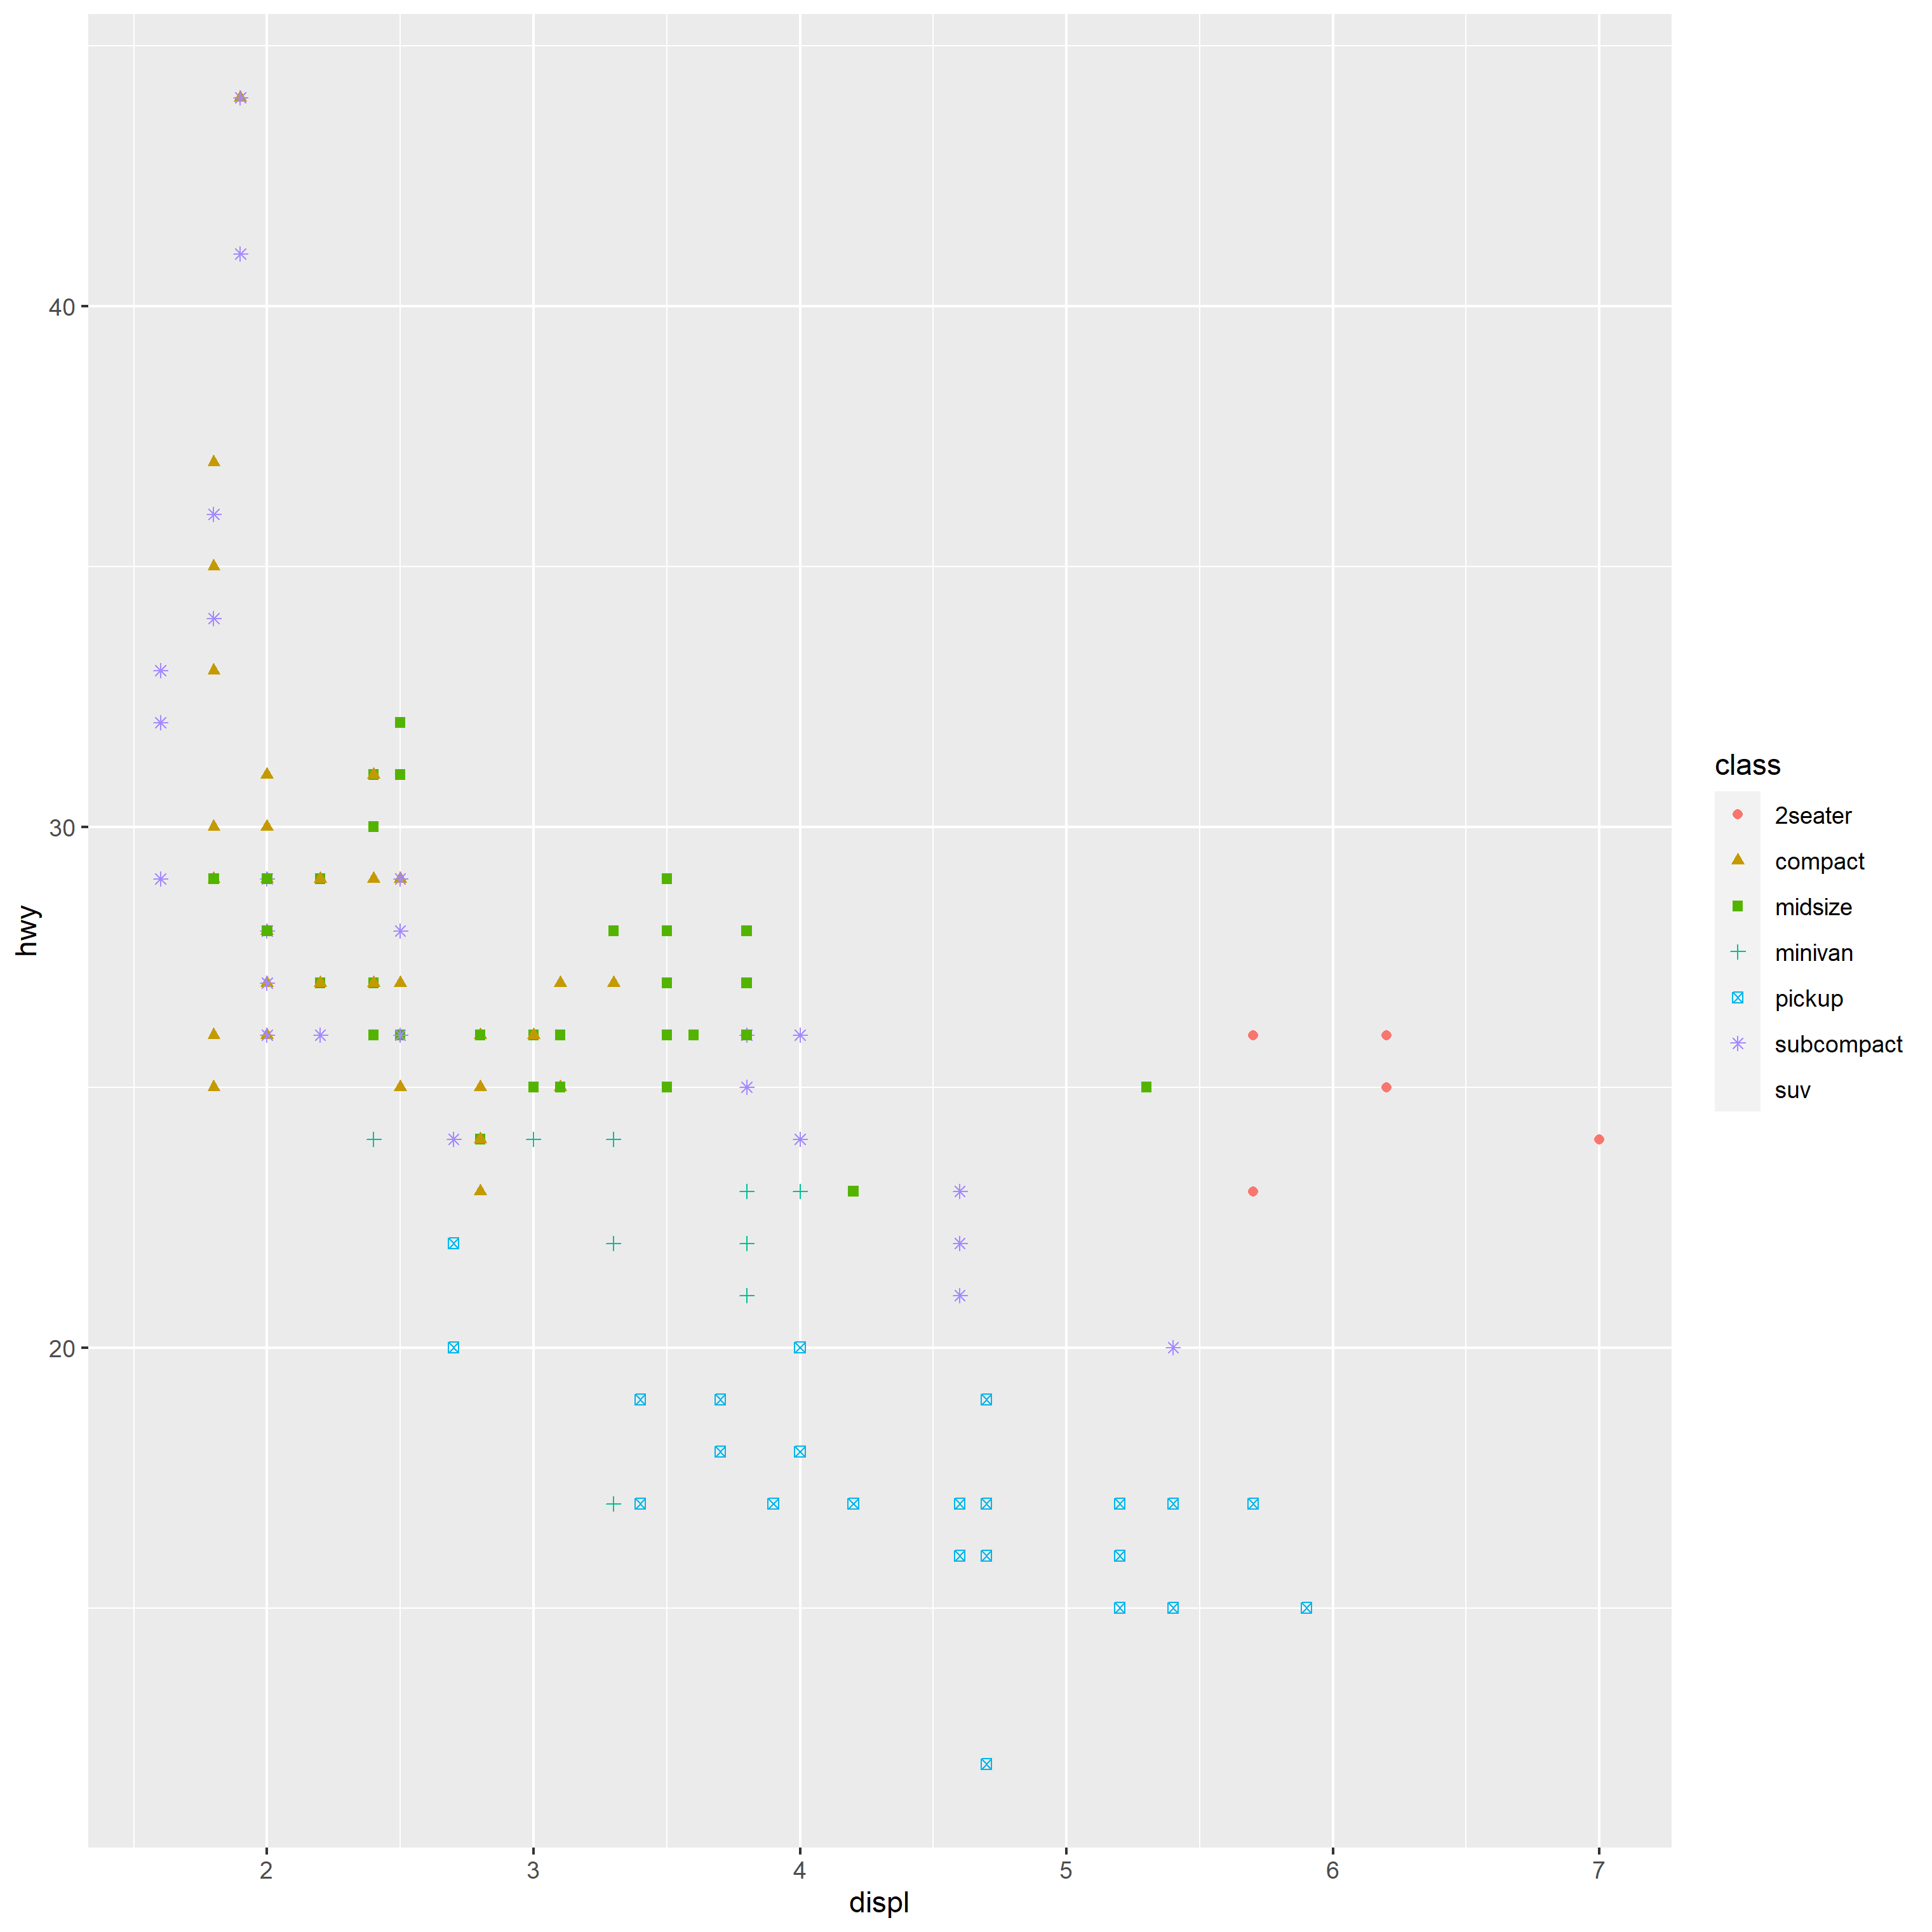 40
30
20
hwy
2 3 4 5 6 7
displ
class
2seater
compact
midsize
minivan
pickup
subcompact
suv